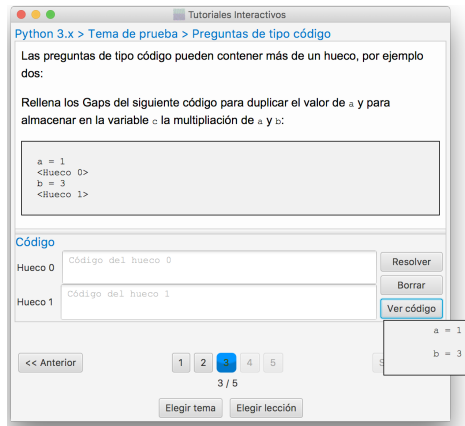 Tutoriales Interactivos
Python 3.x > Tema de prueba > Preguntas de tipo código
Las preguntas de tipo código pueden contener más de un hueco, por ejemplo
dos:
Rellena los Gaps del siguiente código para duplicar el valor de a y para
almacenar en la variable c la multipliación de a y b:
a = 1
<Hueco 0>
b = 3
<Hueco 1>
Código
Hueco 0 Código del hueco 0
Resolver
Borrar
Hueco 1 Código del hueco 1
Ver código
a = 1
b = 3
<< Anterior 1 2 3 4 5
3 / 5
Elegir tema Elegir lección